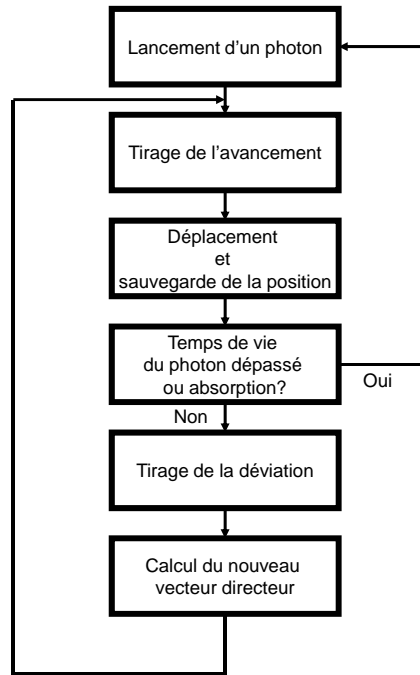 Lancement d’un photon
Tirage de l’avancement
Déplacement
et
sauvegarde de la position
Temps de vie
du photon dépassé
ou absorption?
Oui
Non
Tirage de la déviation
Calcul du nouveau
vecteur directeur